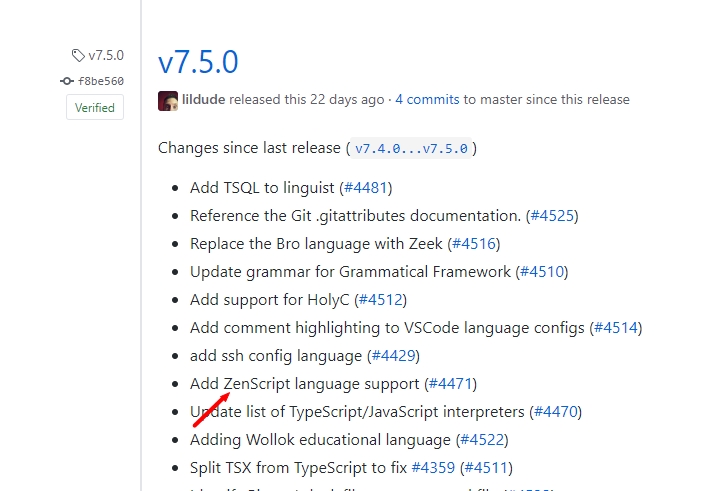 v7.5.0
f8be560
Verified
v7.5.0
lildude released this 22 days ago · 4 commits to master since this release
Changes since last release ( v7.4.0...v7.5.0 )
• Add TSQL to linguist (#4481)
• Reference the Git .gitattributes documentation. (#4525)
• Replace the Bro language with Zeek (#4516)
• Update grammar for Grammatical Framework (#4510)
• Add support for HolyC (#4512)
• Add comment highlighting to VSCode language configs (#4514)
• add ssh config language (#4429)
• Add ZenScript language support (#4471)
• Update list of TypeScript/JavaScript interpreters (#4470)
• Adding Wollok educational language (#4522)
• Split TSX from TypeScript to fix #4359 (#4511)